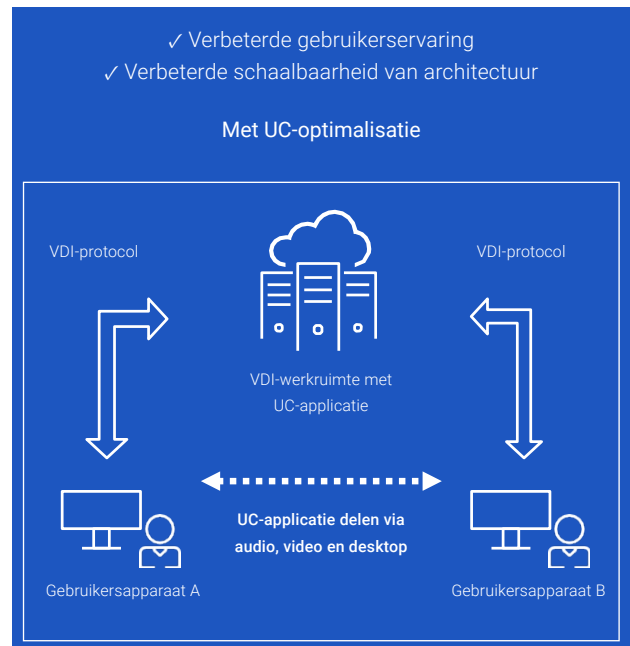 ✓ Verbeterde gebruikerservaring
✓ Verbeterde schaalbaarheid van architectuur
Met UC-optimalisatie
VDI-protocol
VDI-protocol
VDI-werkruimte met
UC-applicatie
UC-applicatie delen via
audio, video en desktop
Gebruikersapparaat A
Gebruikersapparaat B